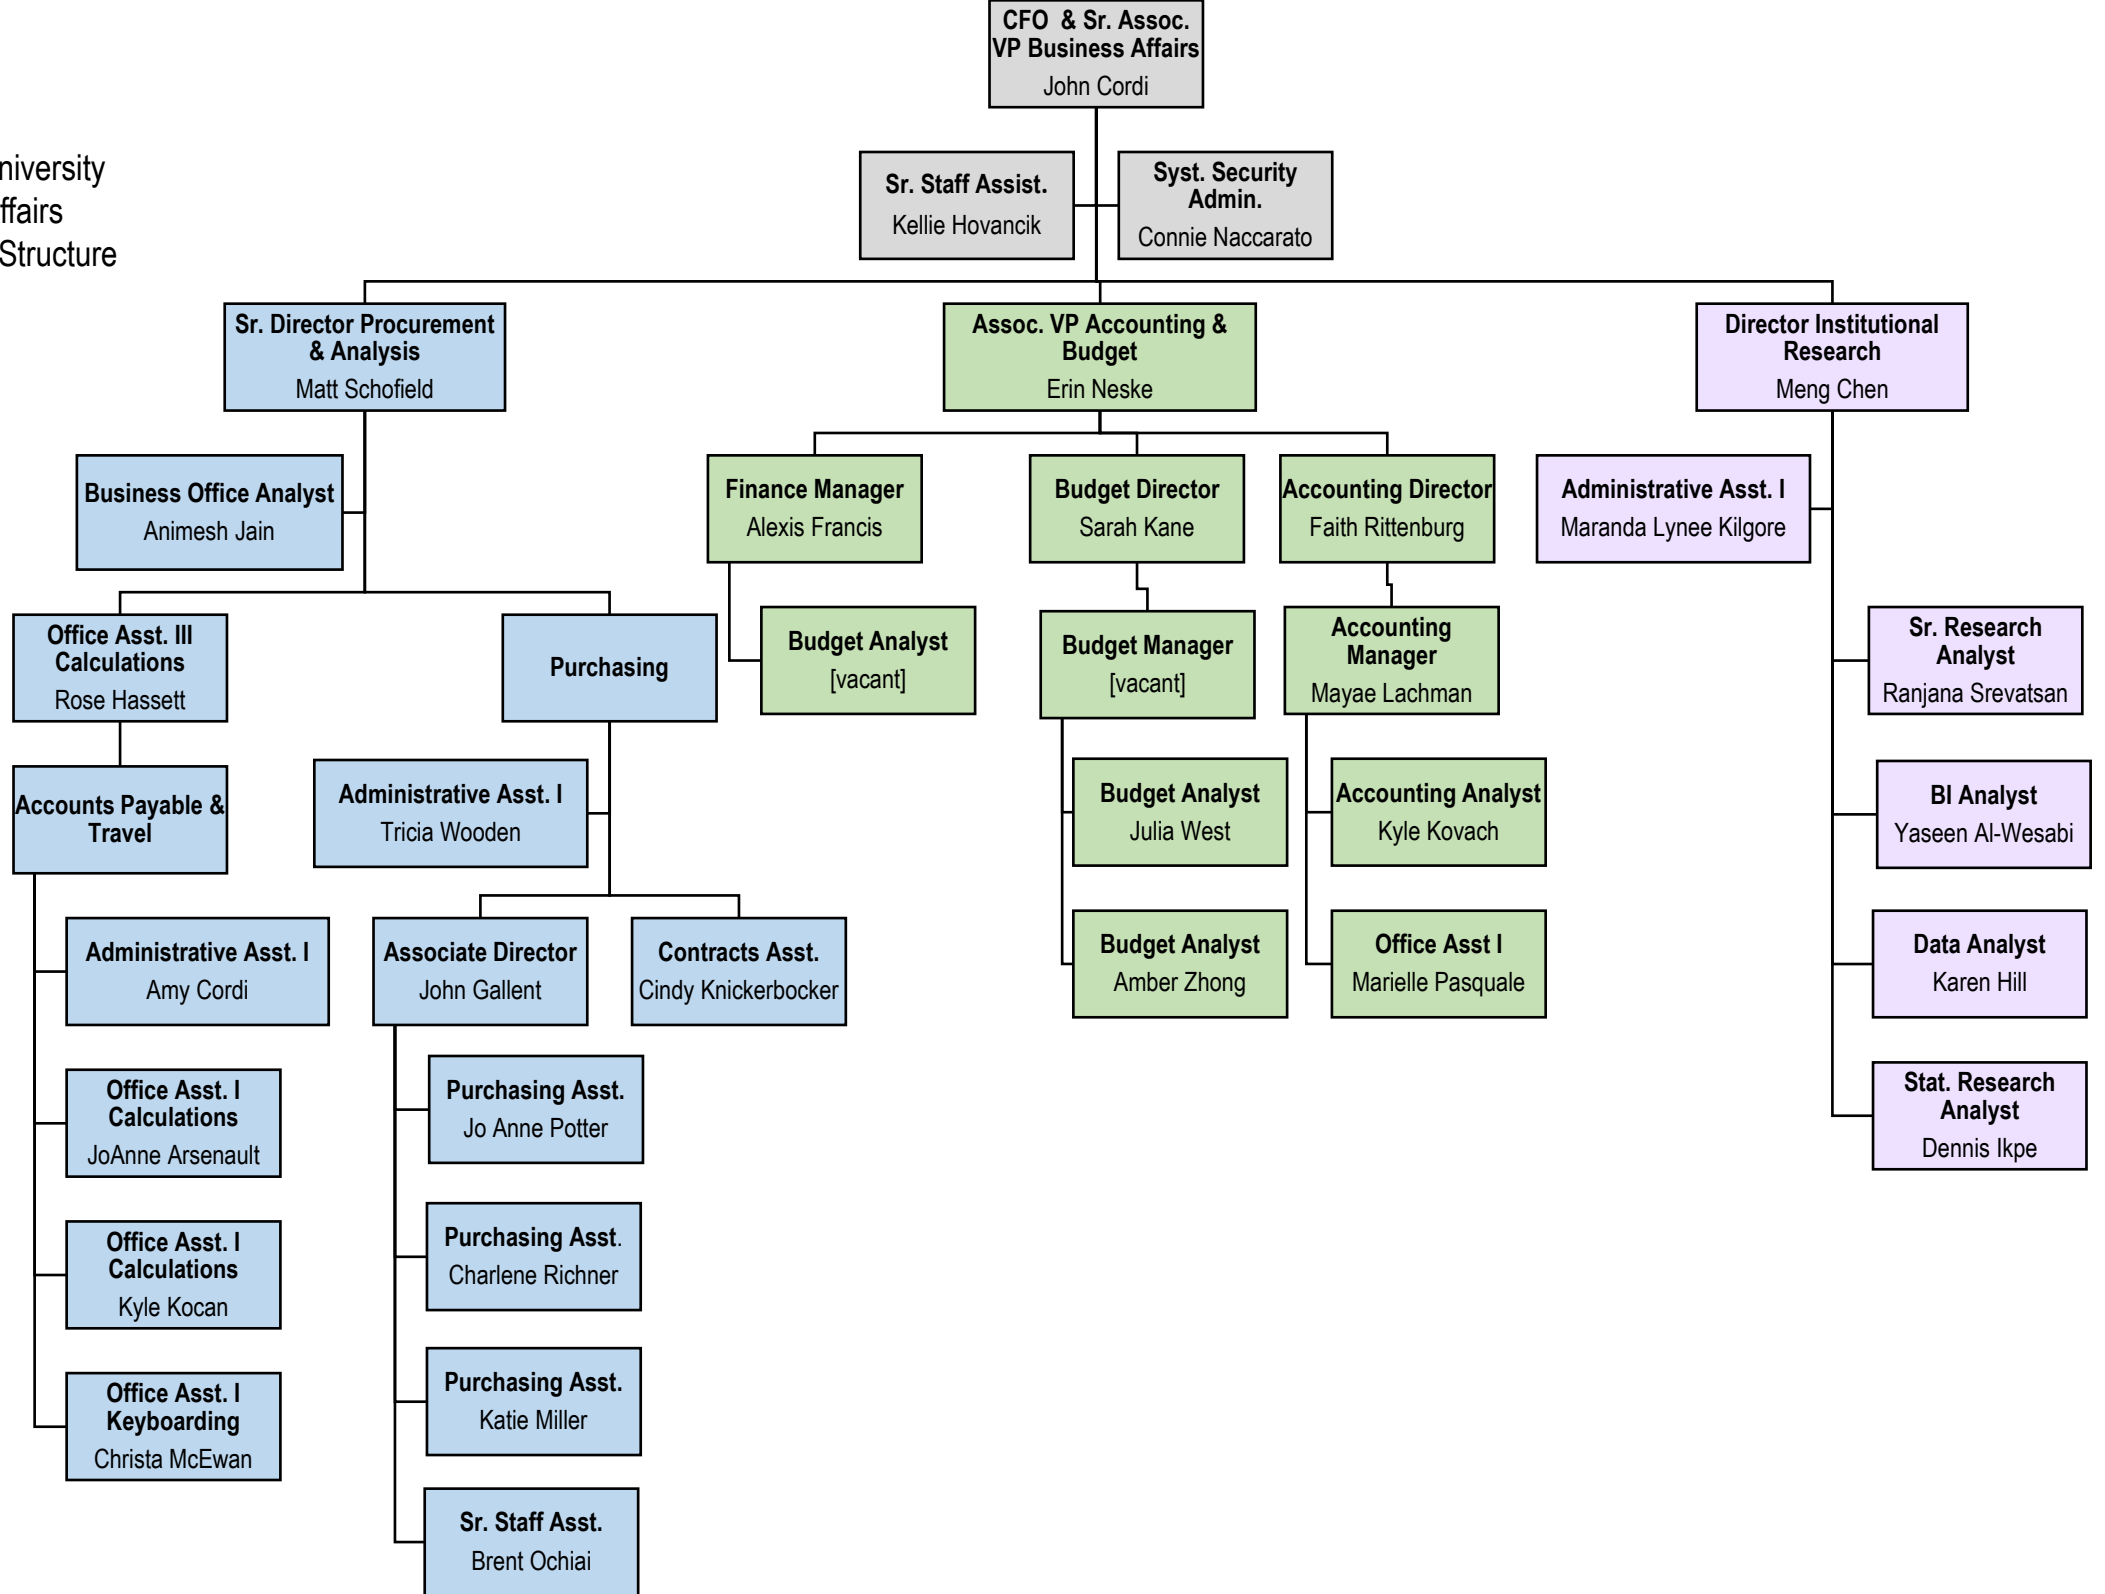 CFO & Sr. Assoc.
VP Business Affairs
John Cordi
Sr. Staff Assist.
Kellie Hovancik
Syst. Security
Admin.
Connie Naccarato
Structure
Sr. Director Procurement
& Analysis
Matt Schofield
Assoc. VP Accounting &
Budget
Erin Neske
Director Institutional
Research
Meng Chen
Business Office Analyst
Animesh Jain
Finance Manager
Alexis Francis
Budget Director
Sarah Kane
Accounting Director
Faith Rittenburg
Administrative Asst. I
Maranda Lynee Kilgore
Office Asst. III
Calculations
Rose Hassett
Purchasing
Budget Analyst
[vacant]
Budget Manager
[vacant]
Accounting
Manager
Mayae Lachman
Sr. Research
Analyst
Ranjana Srevatsan
Accounts Payable &
Travel
Administrative Asst. I
Tricia Wooden
Budget Analyst
Julia West
Accounting Analyst
Kyle Kovach
BI Analyst
Yaseen Al-Wesabi
Administrative Asst. I
Amy Cordi
Associate Director
John Gallent
Contracts Asst.
Cindy Knickerbocker
Budget Analyst
Amber Zhong
Office Asst I
Marielle Pasquale
Data Analyst
Karen Hill
Office Asst. I
Calculations
JoAnne Arsenault
Purchasing Asst.
Jo Anne Potter
Stat. Research
Analyst
Dennis Ikpe
Office Asst. I
Calculations
Kyle Kocan
Purchasing Asst.
Charlene Richner
Office Asst. I
Keyboarding
Christa McEwan
Purchasing Asst.
Katie Miller
Sr. Staff Asst.
Brent Ochiai